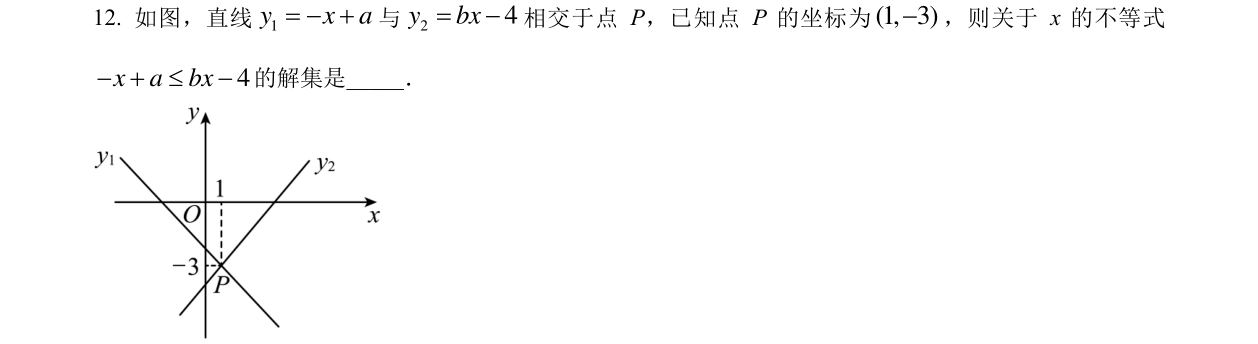 12. 如图，直线 y₁ = −x + a 与 y₂ = bx − 4 相交于点 P，已知点 P 的坐标为 (1,−3)，则关于 x 的不等式
−x + a ≤ bx − 4 的解集是_____．
y
y₁
y₂
1
O
x
−3
P